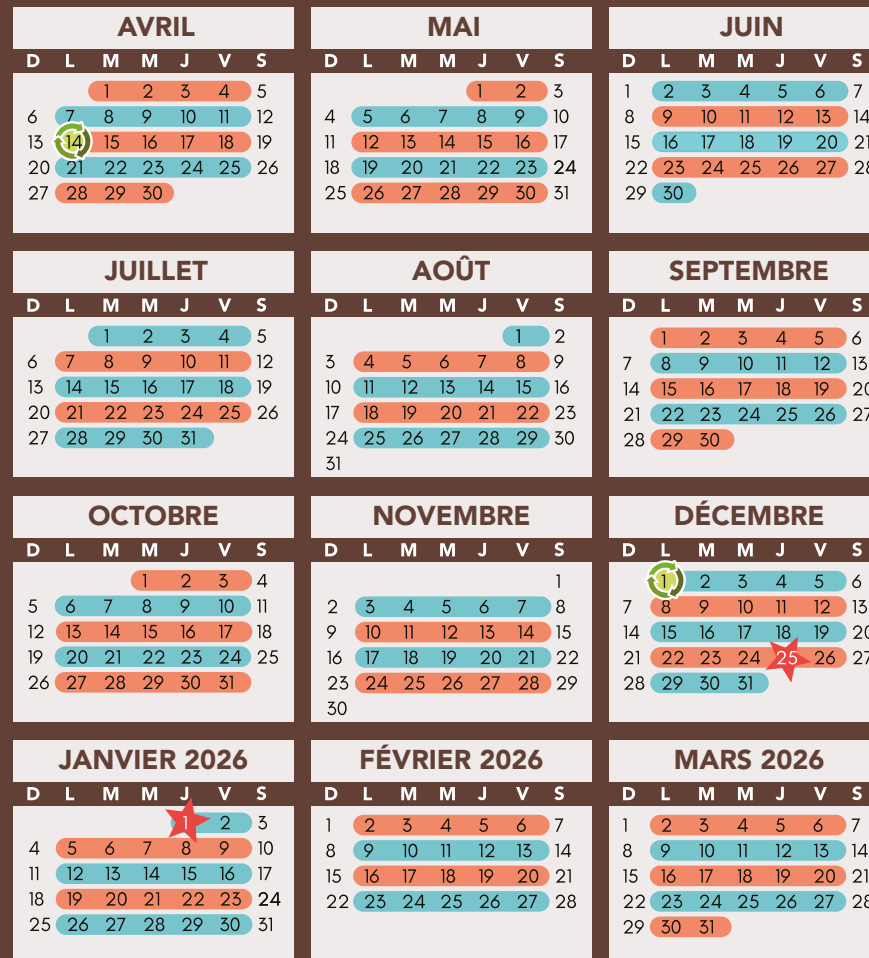 AVRIL
D L M M J V S
1 2 3 4 5
6 7 8 9 10 11 12
13 14 15 16 17 18 19
20 21 22 23 24 25 26
27 28 29 30
MAI
D L M M J V S
1 2 3
4 5 6 7 8 9 10
11 12 13 14 15 16 17
18 19 20 21 22 23 24
25 26 27 28 29 30 31
JUIN
D L M M J V S
1 2 3 4 5 6 7
8 9 10 11 12 13 14
15 16 17 18 19 20 21
22 23 24 25 26 27 28
29 30
JUILLET
D L M M J V S
1 2 3 4 5
6 7 8 9 10 11 12
13 14 15 16 17 18 19
20 21 22 23 24 25 26
27 28 29 30 31
AOÛT
D L M M J V S
1 2
3 4 5 6 7 8 9
10 11 12 13 14 15 16
17 18 19 20 21 22 23
24 25 26 27 28 29 30
31
SEPTEMBRE
D L M M J V S
1 2 3 4 5 6
7 8 9 10 11 12 13
14 15 16 17 18 19 20
21 22 23 24 25 26 27
28 29 30
OCTOBRE
D L M M J V S
1 2 3 4
5 6 7 8 9 10 11
12 13 14 15 16 17 18
19 20 21 22 23 24 25
26 27 28 29 30 31
NOVEMBRE
D L M M J V S
1
2 3 4 5 6 7 8
9 10 11 12 13 14 15
16 17 18 19 20 21 22
23 24 25 26 27 28 29
30
DÉCEMBRE
D L M M J V S
1 2 3 4 5 6
7 8 9 10 11 12 13
14 15 16 17 18 19 20
21 22 23 24 25 26 27
28 29 30 31
JANVIER 2026
D L M M J V S
1 2 3
4 5 6 7 8 9 10
11 12 13 14 15 16 17
18 19 20 21 22 23 24
25 26 27 28 29 30 31
FÉVRIER 2026
D L M M J V S
1 2 3 4 5 6 7
8 9 10 11 12 13 14
15 16 17 18 19 20 21
22 23 24 25 26 27 28
MARS 2026
D L M M J V S
1 2 3 4 5 6 7
8 9 10 11 12 13 14
15 16 17 18 19 20 21
22 23 24 25 26 27 28
29 30 31